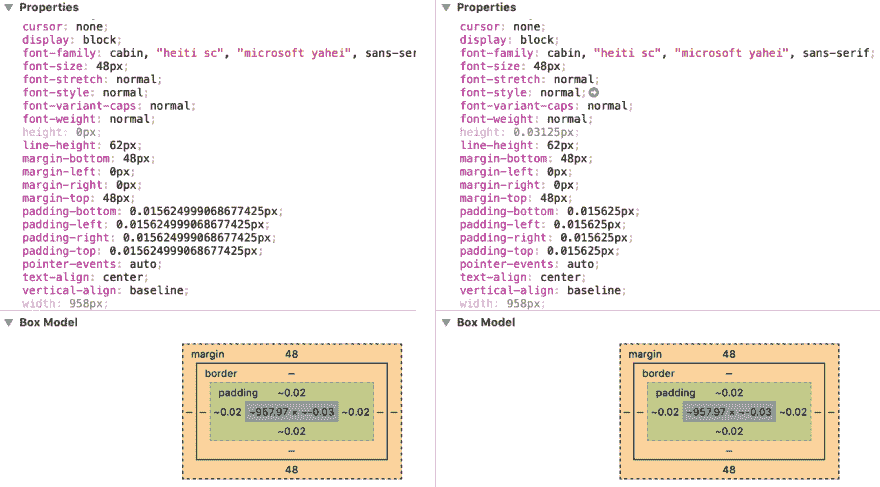 Properties
cursor: none;
display: block;
font-family: cabin, "heiti sc", "microsoft yahei", sans-serif
font-size: 48px;
font-stretch: normal;
font-style: normal;
font-variant-caps: normal;
font-weight: normal;
height: 0px;
line-height: 62px;
margin-bottom: 48px;
margin-left: 0px;
margin-right: 0px;
margin-top: 48px;
padding-bottom: 0.015624999068677425px;
padding-left: 0.015624999068677425px;
padding-right: 0.015624999068677425px;
padding-top: 0.015624999068677425px;
pointer-events: auto;
text-align: center;
vertical-align: baseline;
width: 958px;
Box Model
margin 48
border –
padding ~0.02
– – ~0.02 ~957.97 × ~-0.03 ~0.02 – –
~0.02
–
48
Properties
cursor: none;
display: block;
font-family: cabin, "heiti sc", "microsoft yahei", sans-serif;
font-size: 48px;
font-stretch: normal;
font-style: normal;
font-variant-caps: normal;
font-weight: normal;
height: 0.03125px;
line-height: 62px;
margin-bottom: 48px;
margin-left: 0px;
margin-right: 0px;
margin-top: 48px;
padding-bottom: 0.015625px;
padding-left: 0.015625px;
padding-right: 0.015625px;
padding-top: 0.015625px;
pointer-events: auto;
text-align: center;
vertical-align: baseline;
width: 958px;
Box Model
margin 48
border –
padding ~0.02
– – ~0.02 ~957.97 × ~-0.03 ~0.02 – –
~0.02
–
48